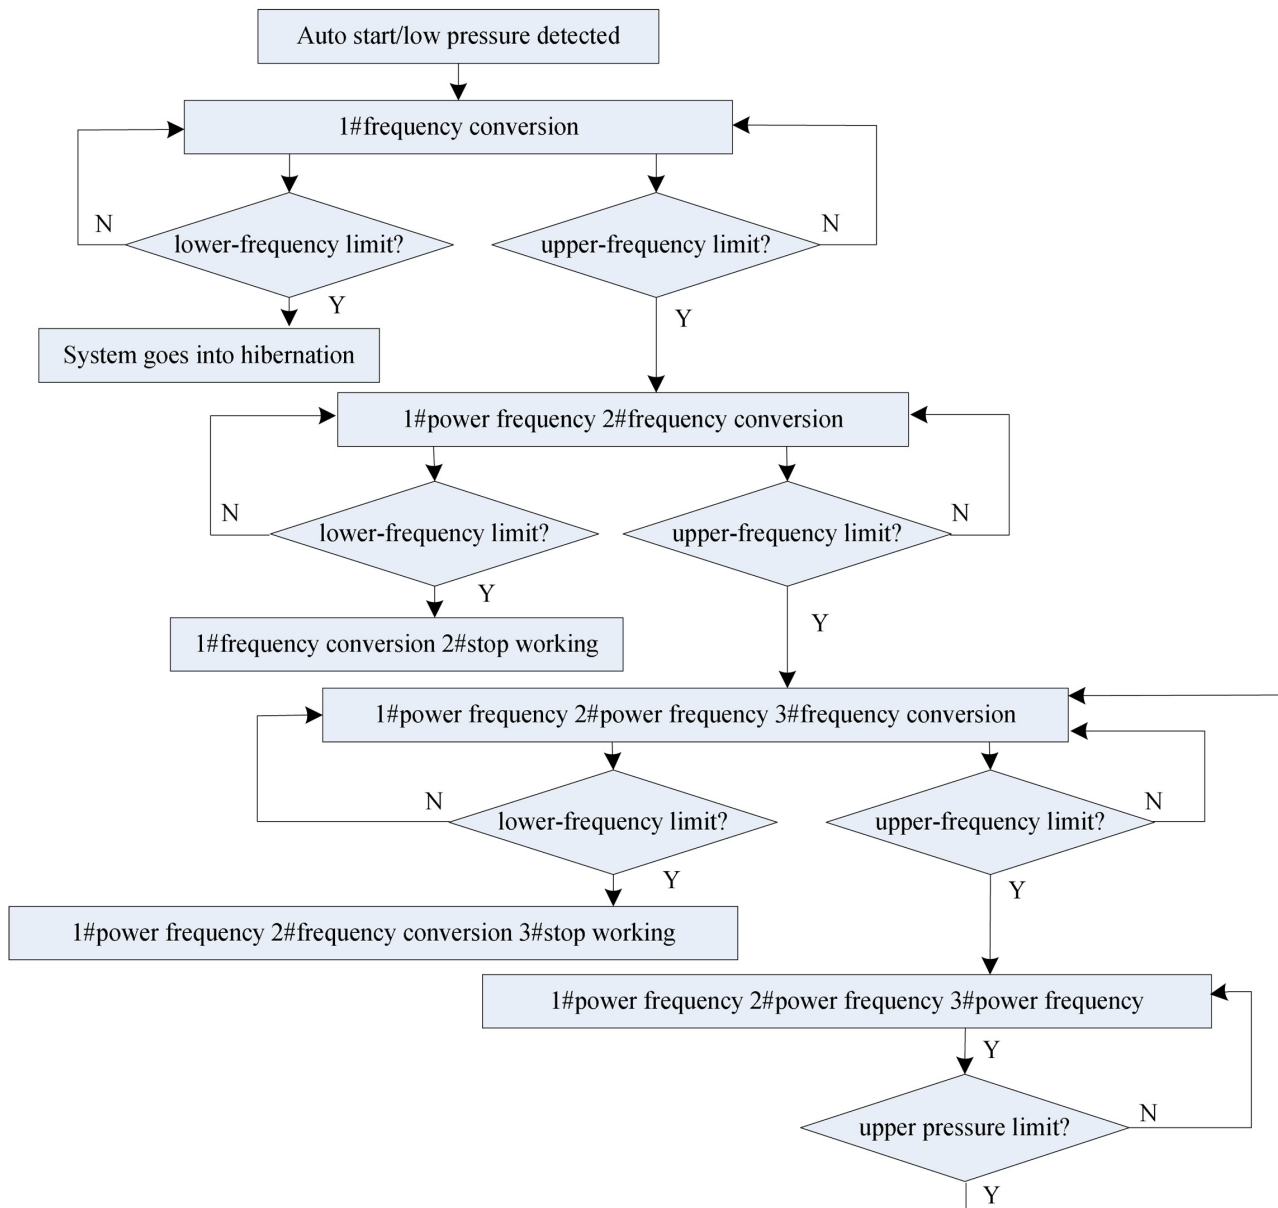 Auto start/low pressure detected
1#frequency conversion
N
lower-frequency limit?
upper-frequency limit?
N
Y
Y
System goes into hibernation
1#power frequency 2#frequency conversion
N
lower-frequency limit?
upper-frequency limit?
N
Y
Y
1#frequency conversion 2#stop working
1#power frequency 2#power frequency 3#frequency conversion
N
lower-frequency limit?
upper-frequency limit?
N
Y
Y
1#power frequency 2#frequency conversion 3#stop working
1#power frequency 2#power frequency 3#power frequency
Y
upper pressure limit?
N
Y